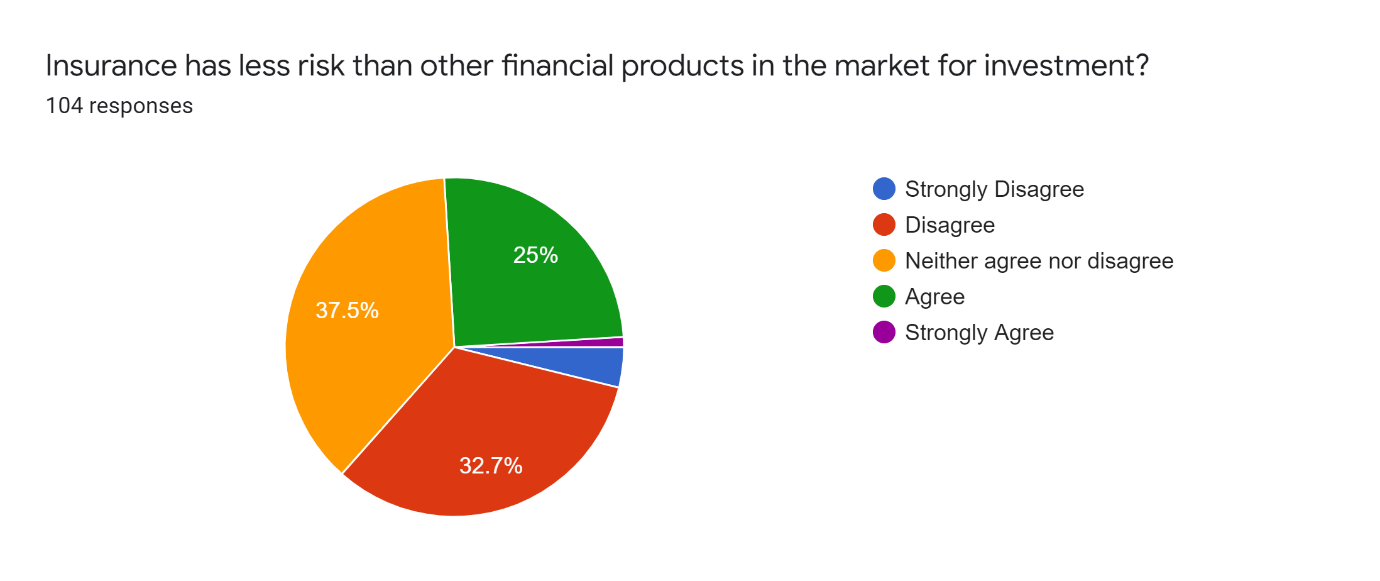 Insurance has less risk than other financial products in the market for investment?
104 responses
25%
37.5%
32.7%
Strongly Disagree
Disagree
Neither agree nor disagree
Agree
Strongly Agree